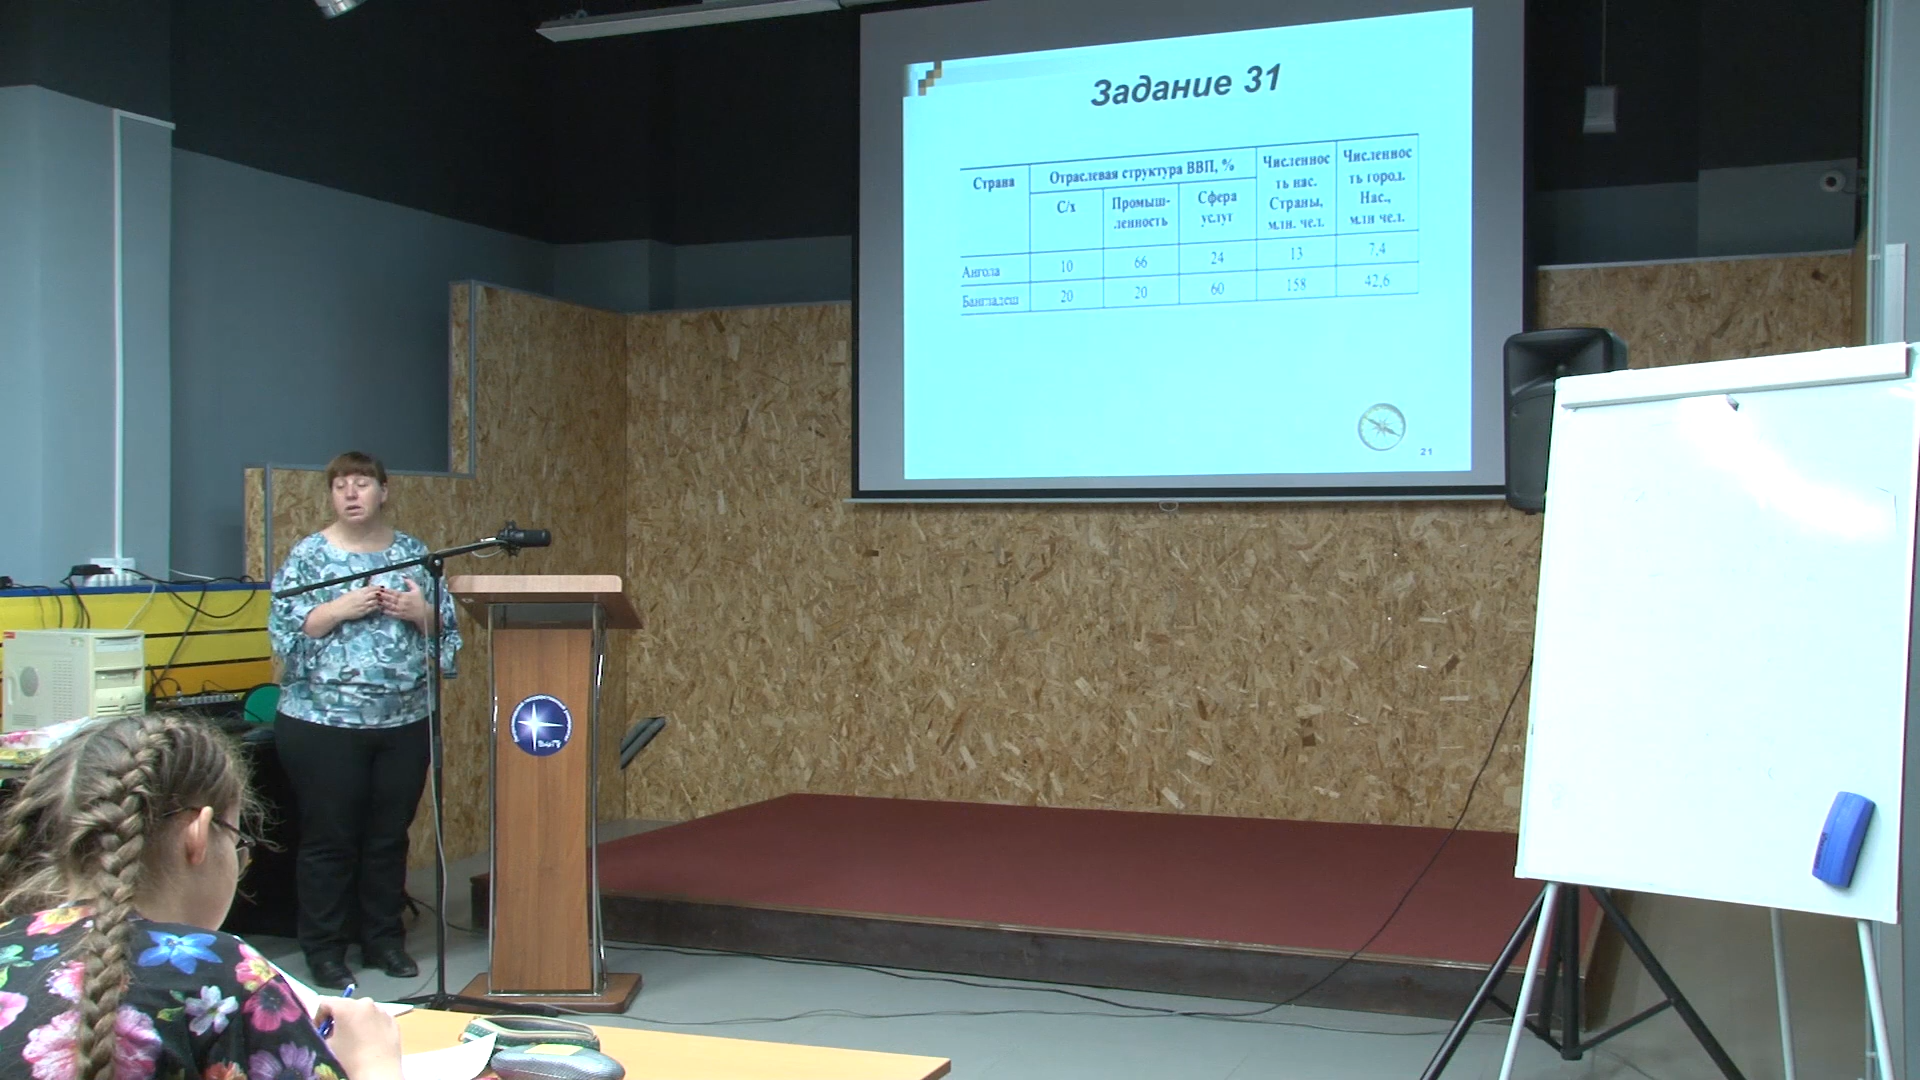 Задание 31
Страна
Отраслевая структура ВВП, %
С/х
Промыш-
ленность
Сфера
услуг
Численнос
ть нас.
Страны,
млн. чел.
Численнос
ть город.
Нас.,
млн чел.
Ангола 10 66 24 13 7,4
Бангладеш 20 20 60 158 42,6
21